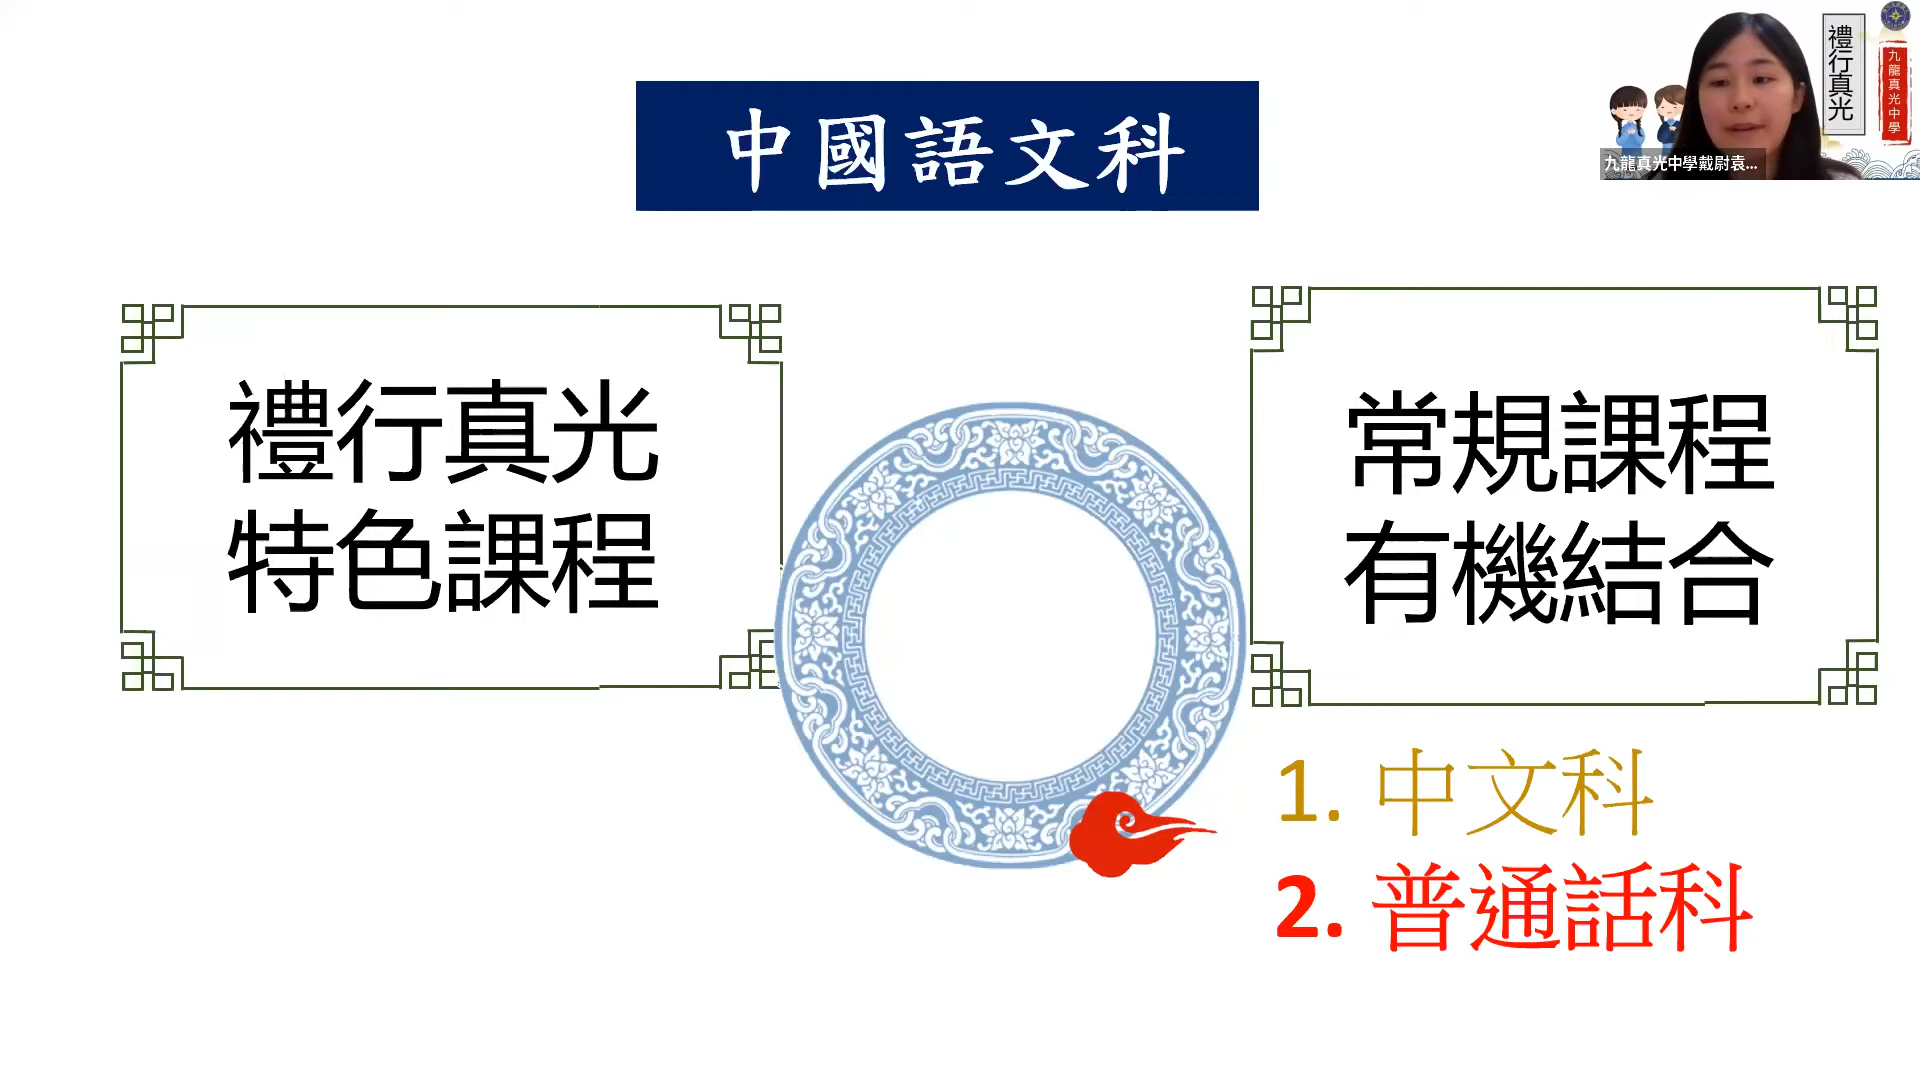 中國語文科
禮行真光
九龍真光中學
九龍真光中學戴尉袁...
禮行真光
特色課程
常規課程
有機結合
1. 中文科
2. 普通話科